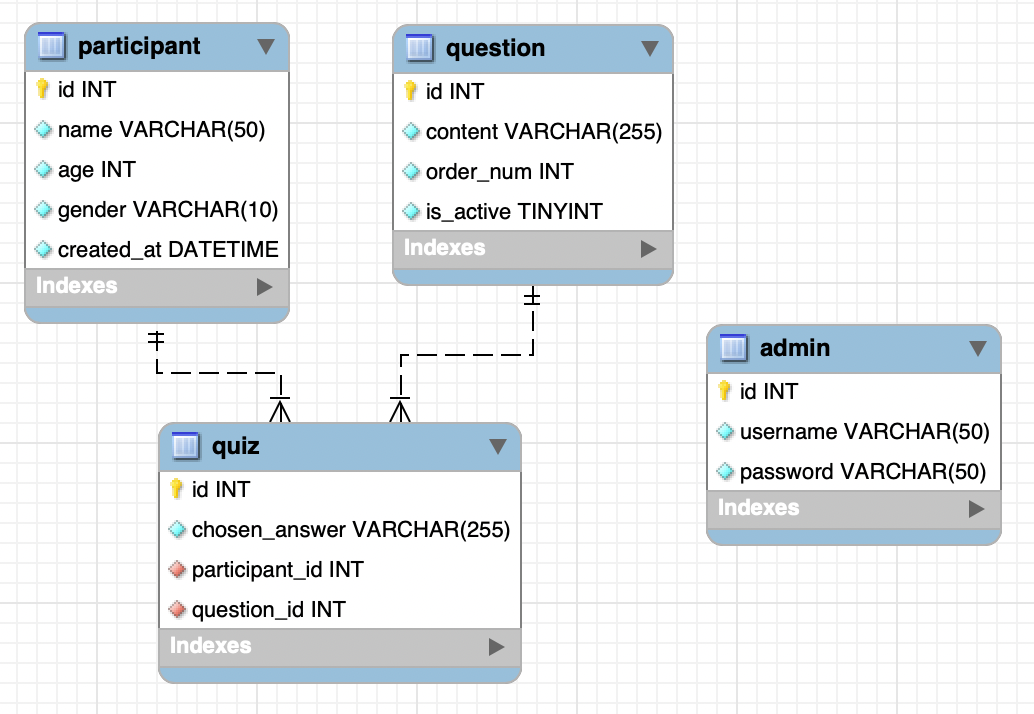 participant
id INT
name VARCHAR(50)
age INT
gender VARCHAR(10)
created_at DATETIME
Indexes
question
id INT
content VARCHAR(255)
order_num INT
is_active TINYINT
Indexes
admin
id INT
username VARCHAR(50)
password VARCHAR(50)
Indexes
quiz
id INT
chosen_answer VARCHAR(255)
participant_id INT
question_id INT
Indexes